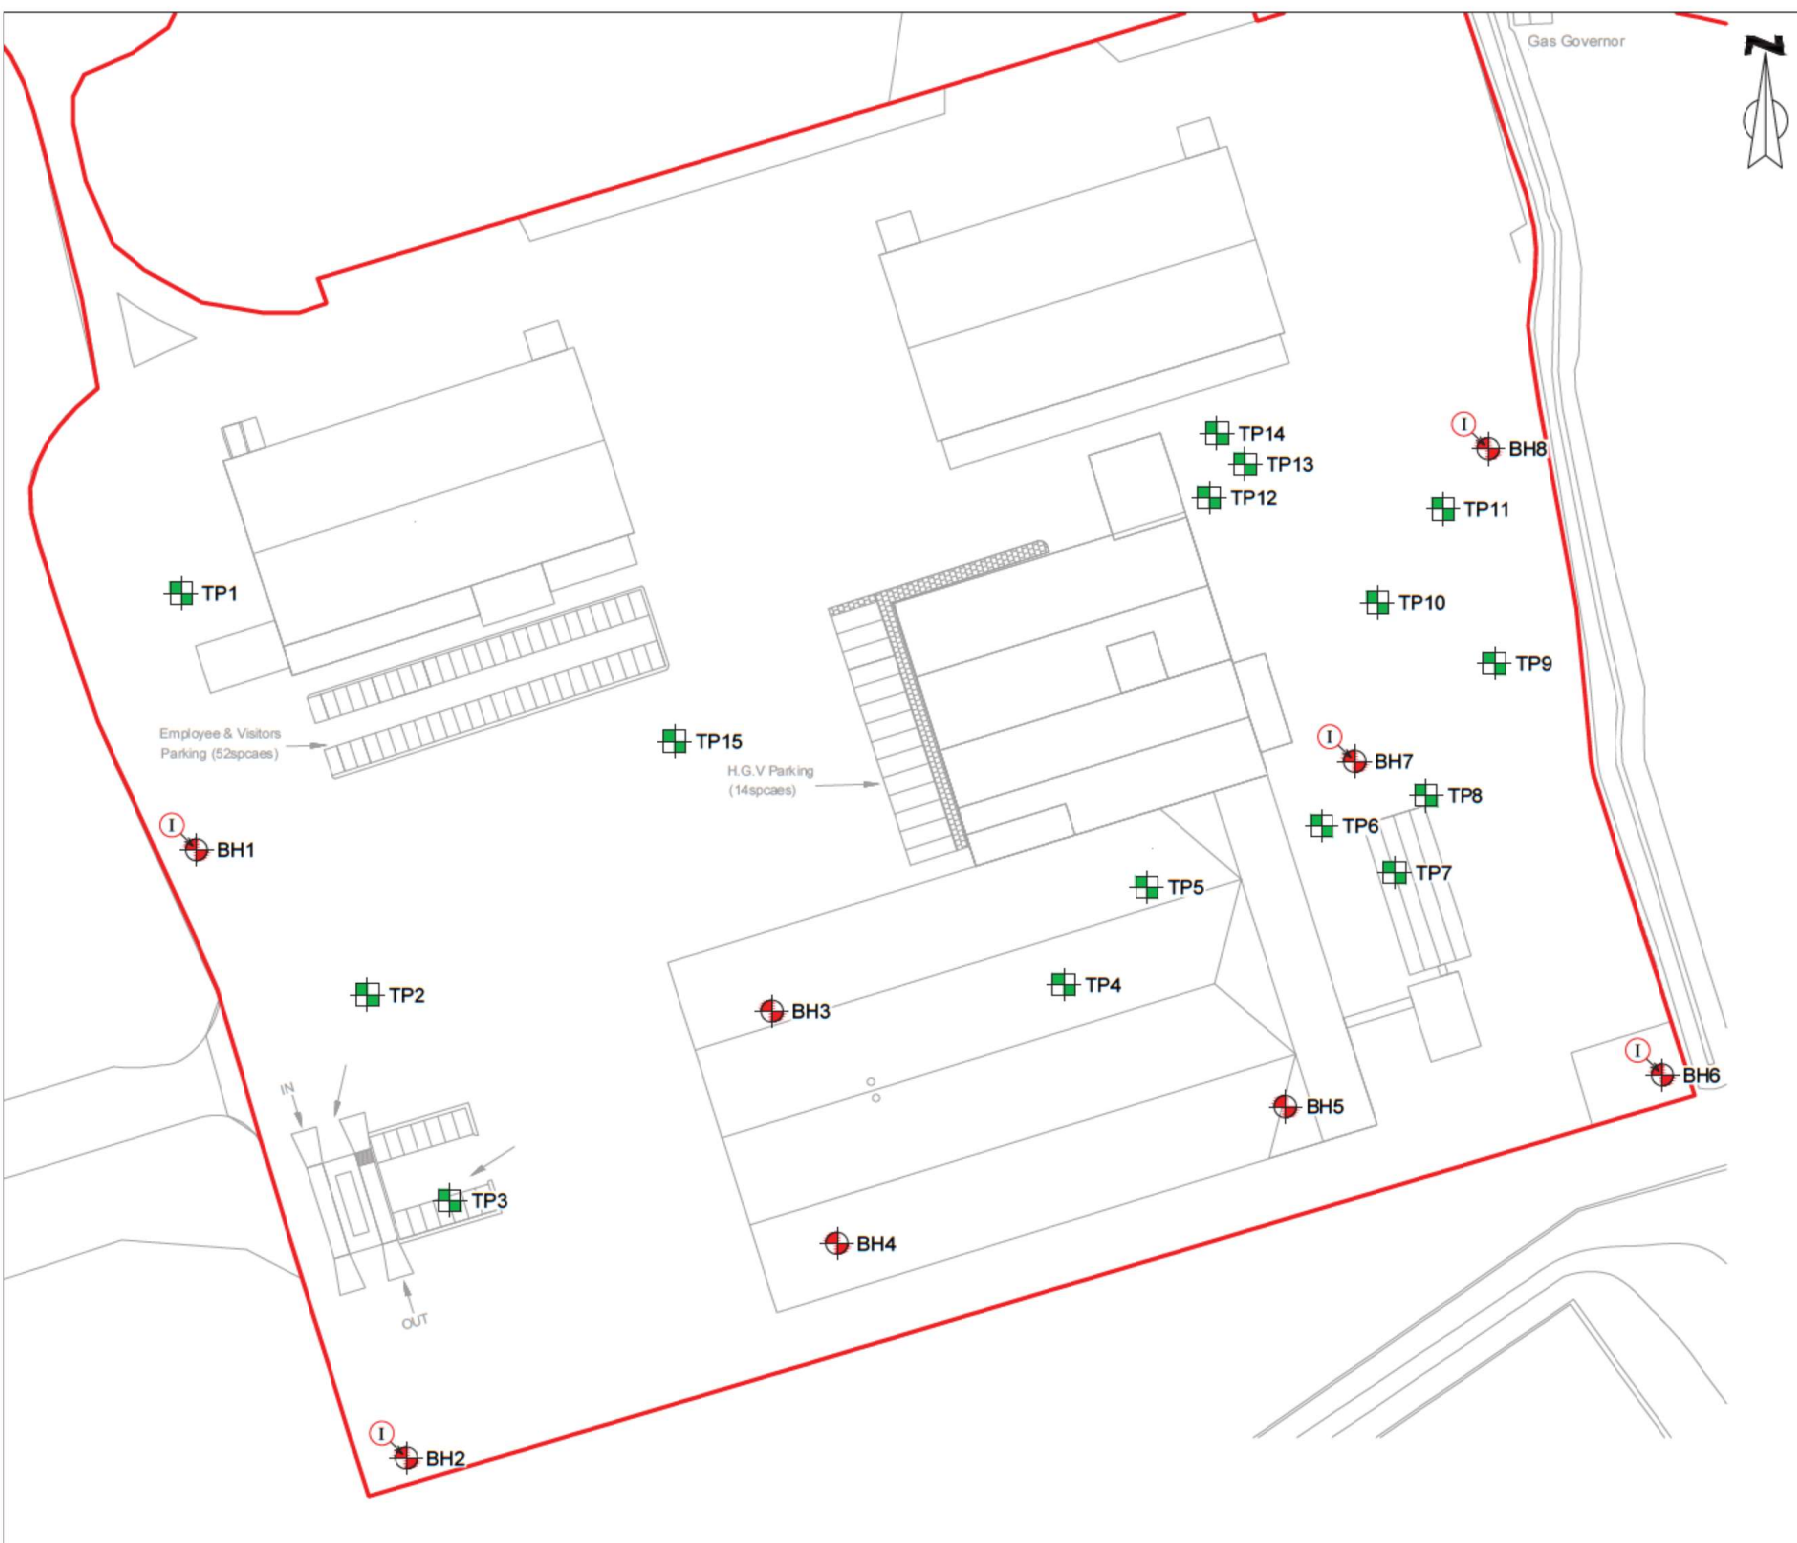 Gas Governor
N
I
BH8
TP14
TP13
TP12
TP11
TP1
TP10
TP9
Employee & Visitors
Parking (52spcaes)
TP15
I
BH7
H.G.V Parking
(14spcaes)
TP8
I
BH1
TP6
TP7
TP5
TP2
TP4
BH3
I
BH6
IN
BH5
TP3
BH4
OUT
I
BH2